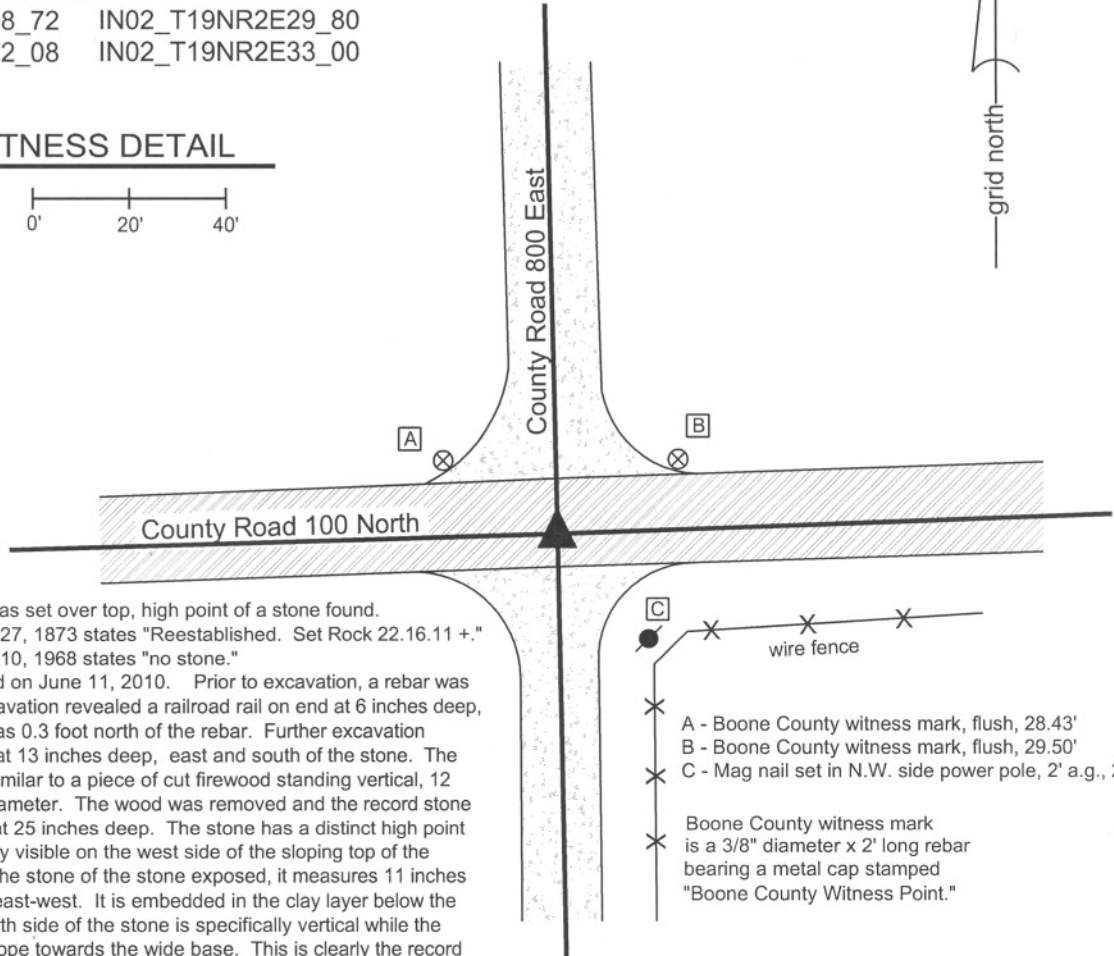 8_72 IN02_T19NR2E29_80
2_08 IN02_T19NR2E33_00
TNESS DETAIL
0' 20' 40'
grid north
County Road 800 East
A
B
County Road 100 North
C
wire fence
as set over top, high point of a stone found.
27, 1873 states "Reestablished. Set Rock 22.16.11 +."
10, 1968 states "no stone."
d on June 11, 2010. Prior to excavation, a rebar was
avation revealed a railroad rail on end at 6 inches deep,
as 0.3 foot north of the rebar. Further excavation
at 13 inches deep, east and south of the stone. The
milar to a piece of cut firewood standing vertical, 12
ameter. The wood was removed and the record stone
at 25 inches deep. The stone has a distinct high point
y visible on the west side of the sloping top of the
he stone of the stone exposed, it measures 11 inches
east-west. It is embedded in the clay layer below the
rth side of the stone is specifically vertical while the
ope towards the wide base. This is clearly the record
A - Boone County witness mark, flush, 28.43'
B - Boone County witness mark, flush, 29.50'
C - Mag nail set in N.W. side power pole, 2' a.g., 2
Boone County witness mark
is a 3/8" diameter x 2' long rebar
bearing a metal cap stamped
"Boone County Witness Point."